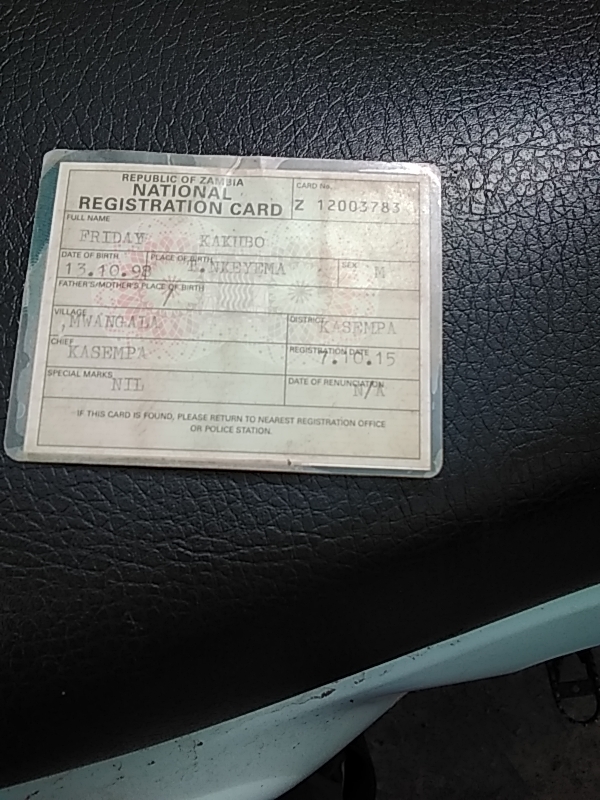 REPUBLIC OF ZAMBIA
NATIONAL
REGISTRATION CARD
CARD No.
Z 12003783
FULL NAME
FRIDAY KAKUBO
DATE OF BIRTH
13.10.98
PLACE OF BIRTH
NKEYEMA
SEX
M
FATHER'S/MOTHER'S PLACE OF BIRTH
VILLAGE
MWANGALA
DISTRICT
KASEMPA
CHIEF
KASEMPA
REGISTRATION DATE
7.10.15
SPECIAL MARKS
NIL
DATE OF RENUNCIATION
N/A
IF THIS CARD IS FOUND, PLEASE RETURN TO NEAREST REGISTRATION OFFICE
OR POLICE STATION.